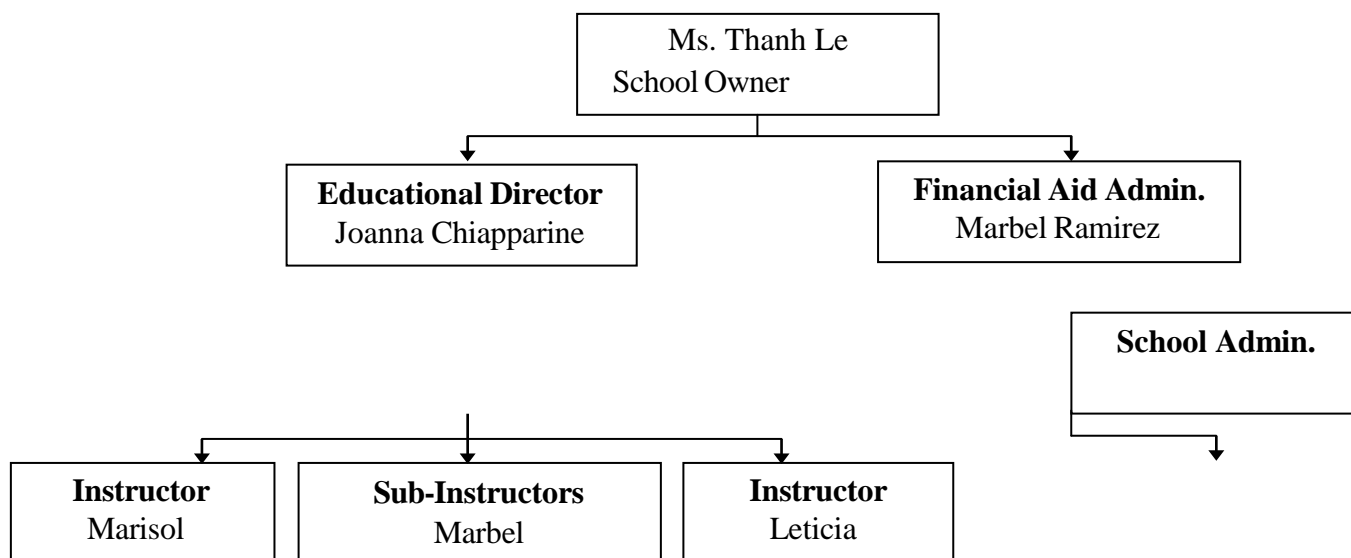 Ms. Thanh Le
School Owner
Educational Director
Joanna Chiapparine
Financial Aid Admin.
Marbel Ramirez
School Admin.
Instructor
Marisol
Sub-Instructors
Marbel
Instructor
Leticia